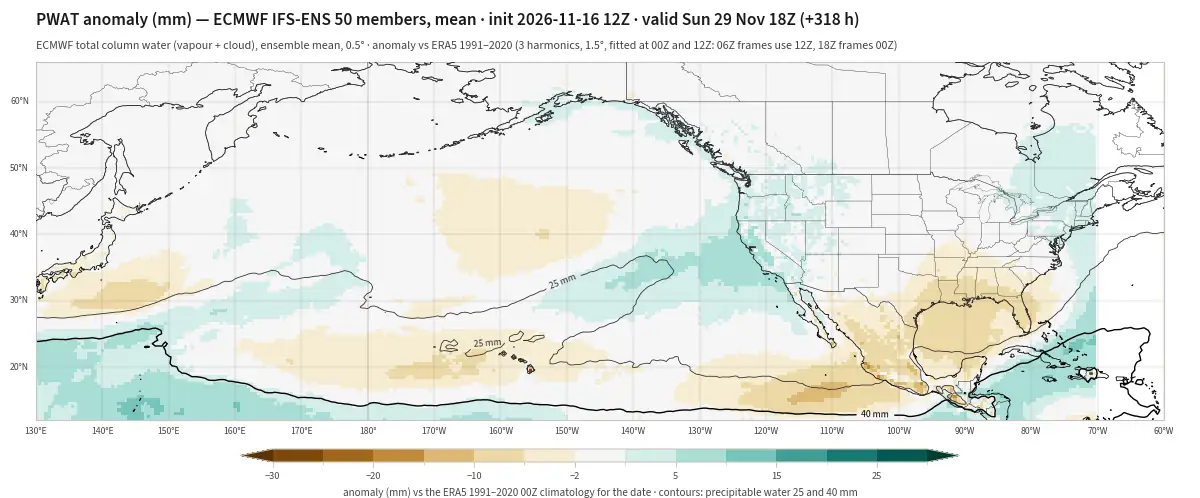 PWAT anomaly (mm) — ECMWF IFS-ENS 50 members, mean · init 2026-11-16 12Z · valid Sun 29 Nov 18Z (+318 h)
ECMWF total column water (vapour + cloud), ensemble mean, 0.5° · anomaly vs ERA5 1991–2020 (3 harmonics, 1.5°, fitted at 00Z and 12Z: 06Z frames use 12Z, 18Z frames 00Z)
60°N
50°N
40°N
30°N
20°N
25 mm
25 mm
40 mm
130°E 140°E 150°E 160°E 170°E 180° 170°W 160°W 150°W 140°W 130°W 120°W 110°W 100°W 90°W 80°W 70°W 60°W
−30 −20 −10 −2 5 15 25
anomaly (mm) vs the ERA5 1991–2020 00Z climatology for the date · contours: precipitable water 25 and 40 mm